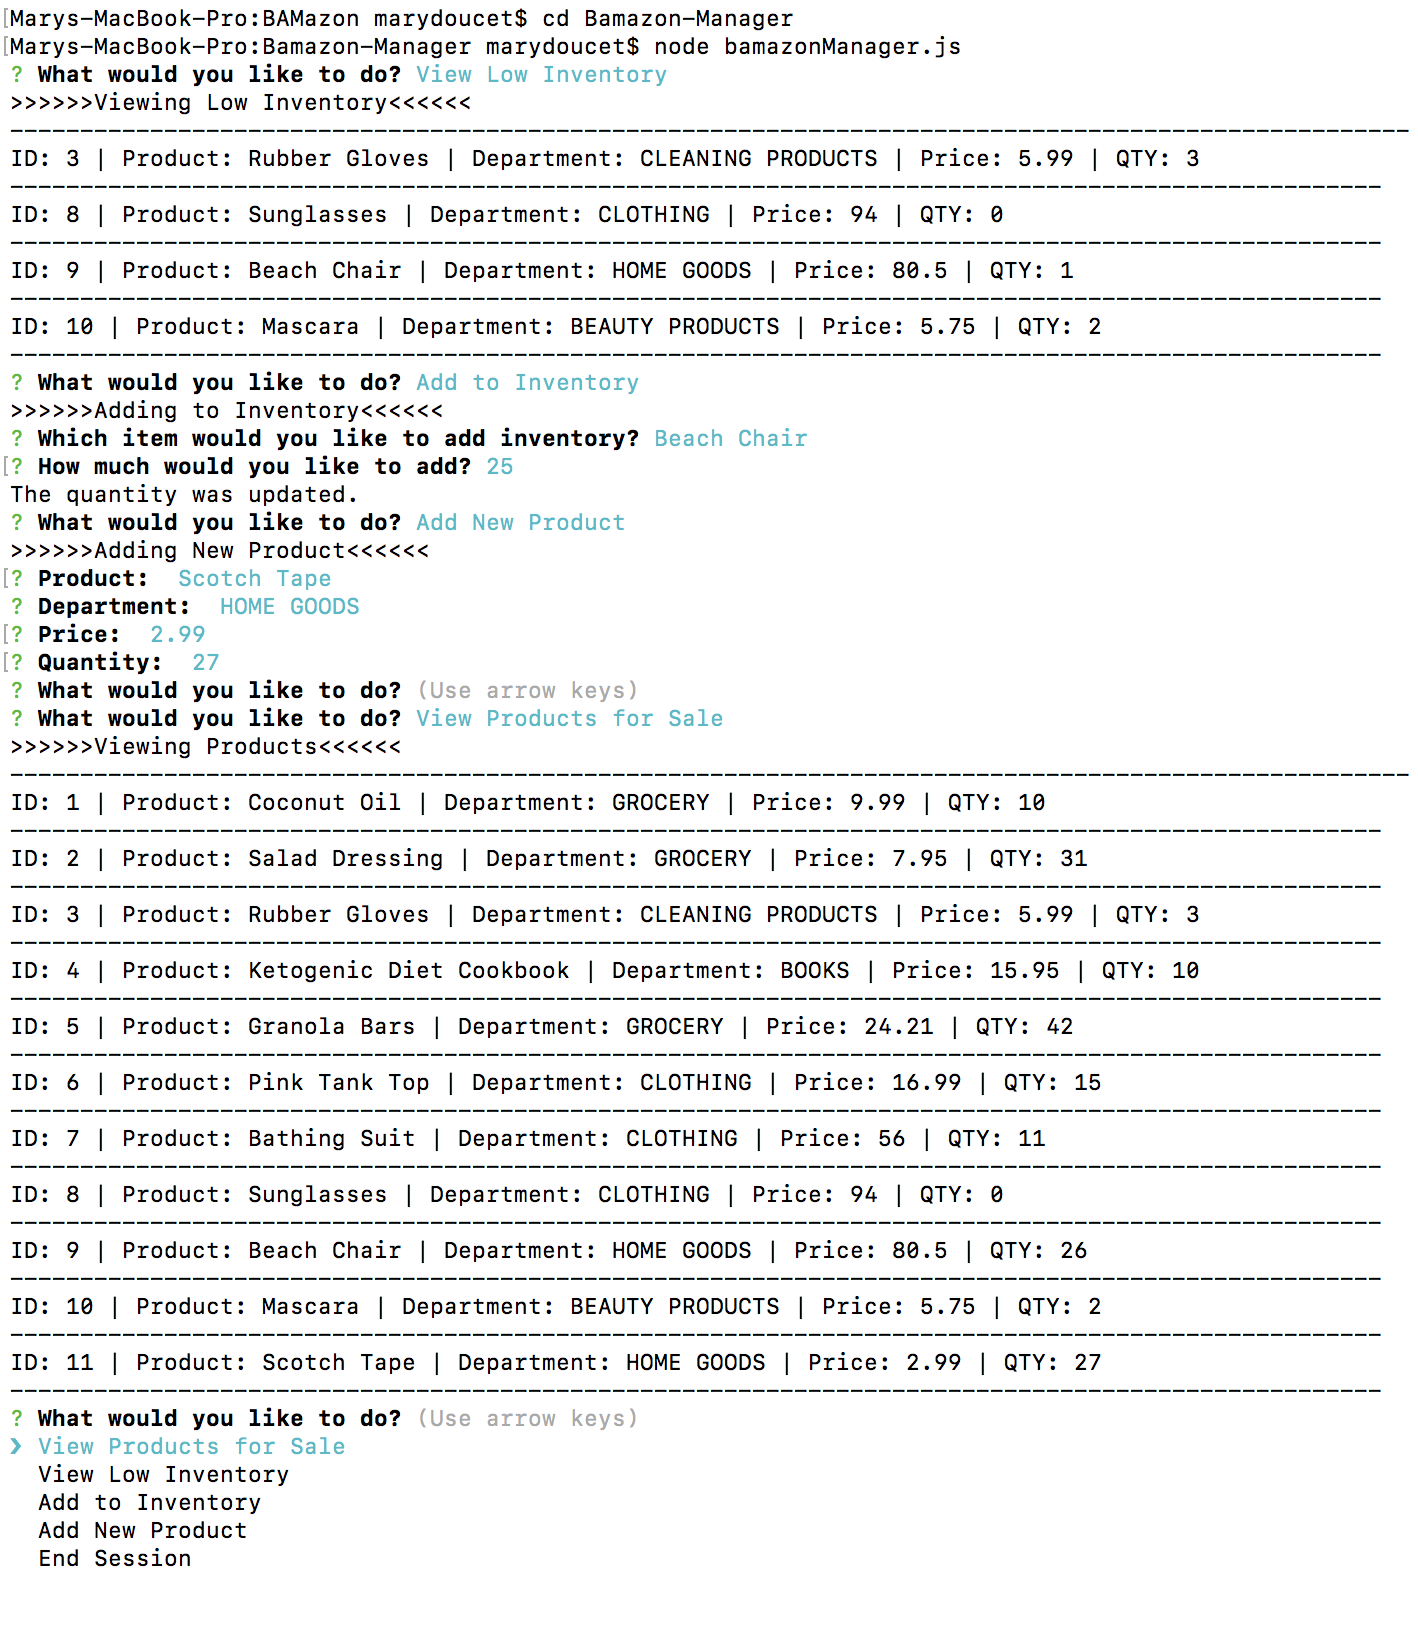 [Marys-MacBook-Pro:BAMazon marydoucet$ cd Bamazon-Manager
[Marys-MacBook-Pro:Bamazon-Manager marydoucet$ node bamazonManager.js
? What would you like to do? View Low Inventory
>>>>>>Viewing Low Inventory<<<<<<
----------------------------------------------------------------------------------------------------
ID: 3 | Product: Rubber Gloves | Department: CLEANING PRODUCTS | Price: 5.99 | QTY: 3
--------------------------------------------------------------------------------------------------
ID: 8 | Product: Sunglasses | Department: CLOTHING | Price: 94 | QTY: 0
--------------------------------------------------------------------------------------------------
ID: 9 | Product: Beach Chair | Department: HOME GOODS | Price: 80.5 | QTY: 1
--------------------------------------------------------------------------------------------------
ID: 10 | Product: Mascara | Department: BEAUTY PRODUCTS | Price: 5.75 | QTY: 2
--------------------------------------------------------------------------------------------------
? What would you like to do? Add to Inventory
>>>>>>Adding to Inventory<<<<<<
? Which item would you like to add inventory? Beach Chair
[? How much would you like to add? 25
The quantity was updated.
? What would you like to do? Add New Product
>>>>>>Adding New Product<<<<<<
[? Product:  Scotch Tape
? Department:  HOME GOODS
[? Price:  2.99
[? Quantity:  27
? What would you like to do? (Use arrow keys)
? What would you like to do? View Products for Sale
>>>>>>Viewing Products<<<<<<
----------------------------------------------------------------------------------------------------
ID: 1 | Product: Coconut Oil | Department: GROCERY | Price: 9.99 | QTY: 10
--------------------------------------------------------------------------------------------------
ID: 2 | Product: Salad Dressing | Department: GROCERY | Price: 7.95 | QTY: 31
--------------------------------------------------------------------------------------------------
ID: 3 | Product: Rubber Gloves | Department: CLEANING PRODUCTS | Price: 5.99 | QTY: 3
--------------------------------------------------------------------------------------------------
ID: 4 | Product: Ketogenic Diet Cookbook | Department: BOOKS | Price: 15.95 | QTY: 10
--------------------------------------------------------------------------------------------------
ID: 5 | Product: Granola Bars | Department: GROCERY | Price: 24.21 | QTY: 42
--------------------------------------------------------------------------------------------------
ID: 6 | Product: Pink Tank Top | Department: CLOTHING | Price: 16.99 | QTY: 15
--------------------------------------------------------------------------------------------------
ID: 7 | Product: Bathing Suit | Department: CLOTHING | Price: 56 | QTY: 11
--------------------------------------------------------------------------------------------------
ID: 8 | Product: Sunglasses | Department: CLOTHING | Price: 94 | QTY: 0
--------------------------------------------------------------------------------------------------
ID: 9 | Product: Beach Chair | Department: HOME GOODS | Price: 80.5 | QTY: 26
--------------------------------------------------------------------------------------------------
ID: 10 | Product: Mascara | Department: BEAUTY PRODUCTS | Price: 5.75 | QTY: 2
--------------------------------------------------------------------------------------------------
ID: 11 | Product: Scotch Tape | Department: HOME GOODS | Price: 2.99 | QTY: 27
--------------------------------------------------------------------------------------------------
? What would you like to do? (Use arrow keys)
❯ View Products for Sale
View Low Inventory
Add to Inventory
Add New Product
End Session